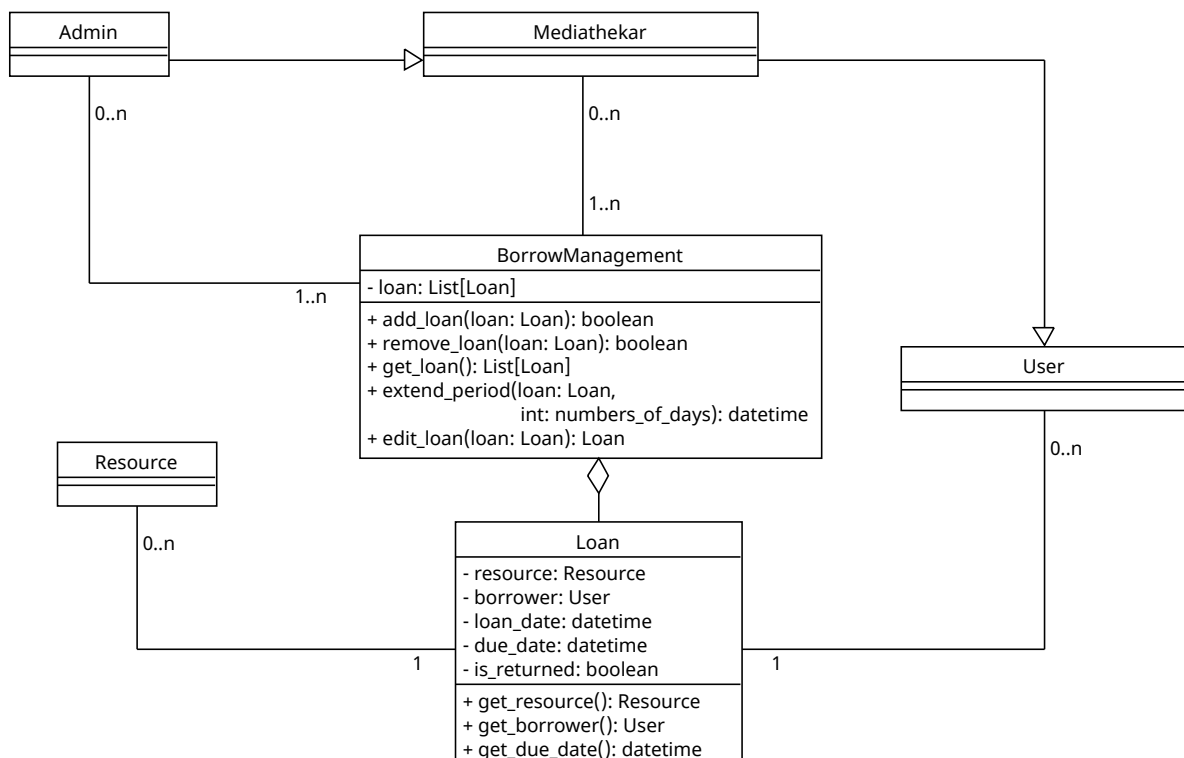 Admin
Mediathekar
0..n
0..n
1..n
BorrowManagement
- loan: List[Loan]
1..n
+ add_loan(loan: Loan): boolean
+ remove_loan(loan: Loan): boolean
+ get_loan(): List[Loan]
+ extend_period(loan: Loan,
int: numbers_of_days): datetime
+ edit_loan(loan: Loan): Loan
User
0..n
Resource
0..n
Loan
- resource: Resource
- borrower: User
- loan_date: datetime
- due_date: datetime
- is_returned: boolean
1
1
+ get_resource(): Resource
+ get_borrower(): User
+ get_due_date(): datetime